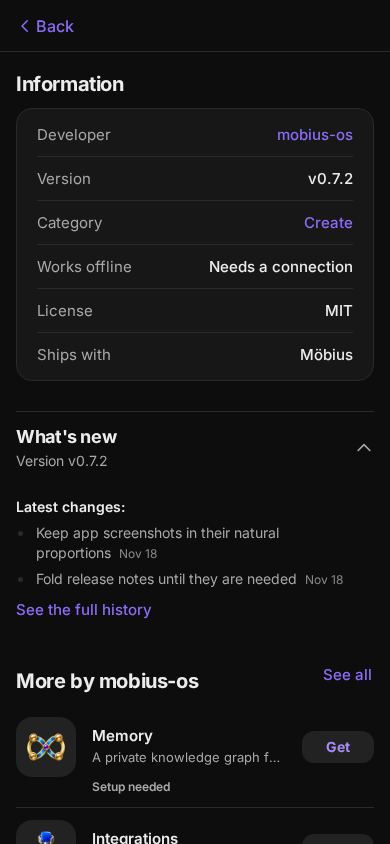 Back
Information
Developer mobius-os
Version v0.7.2
Category Create
Works offline Needs a connection
License MIT
Ships with Möbius
What's new
Version v0.7.2
Latest changes:
Keep app screenshots in their natural
proportions Nov 18
Fold release notes until they are needed Nov 18
See the full history
More by mobius-os See all
Memory
A private knowledge graph f...
Get
Setup needed
Integrations